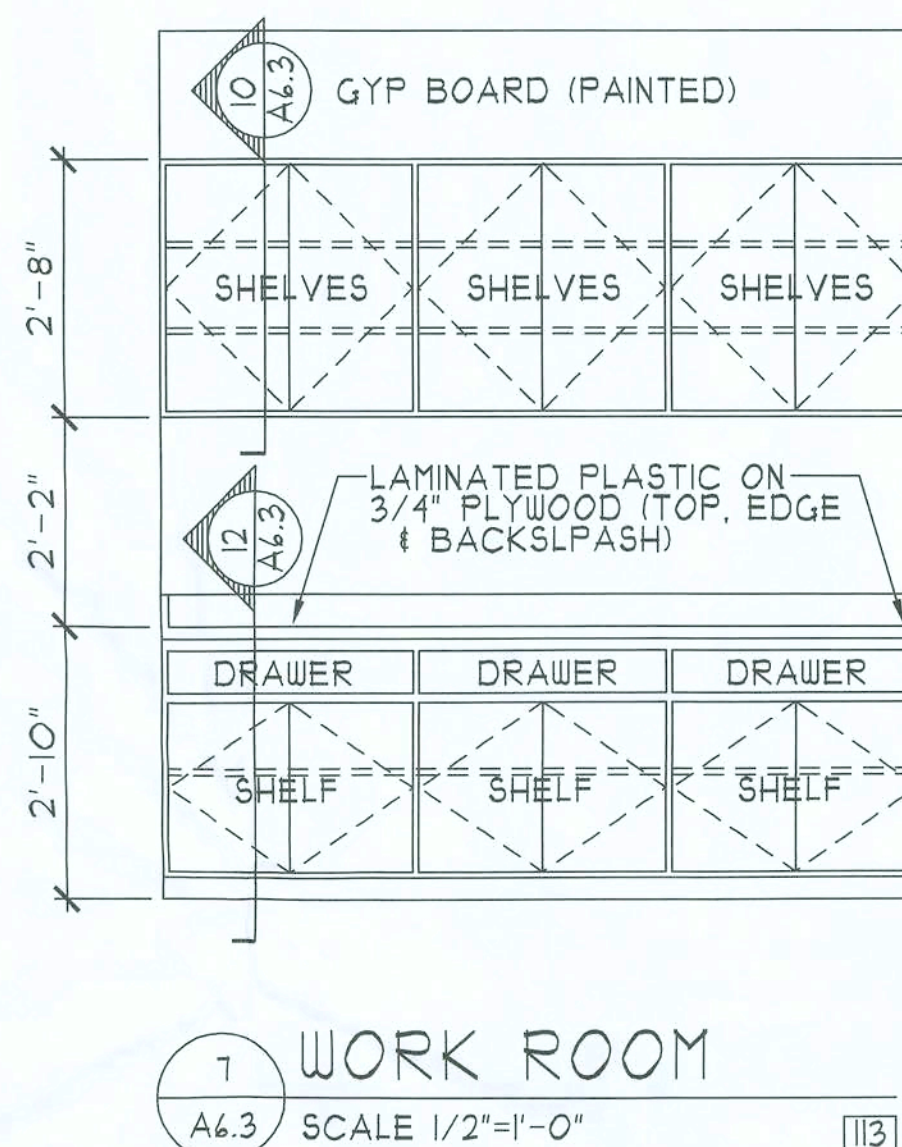 10
A6.3
GYP BOARD (PAINTED)
2'-8"
SHELVES SHELVES SHELVES
2'-2"
LAMINATED PLASTIC ON
3/4" PLYWOOD (TOP, EDGE
& BACKSLPASH)
12
A6.3
2'-10"
DRAWER DRAWER DRAWER
SHELF SHELF SHELF
7
A6.3
WORK ROOM
SCALE 1/2"=1'-0"
113